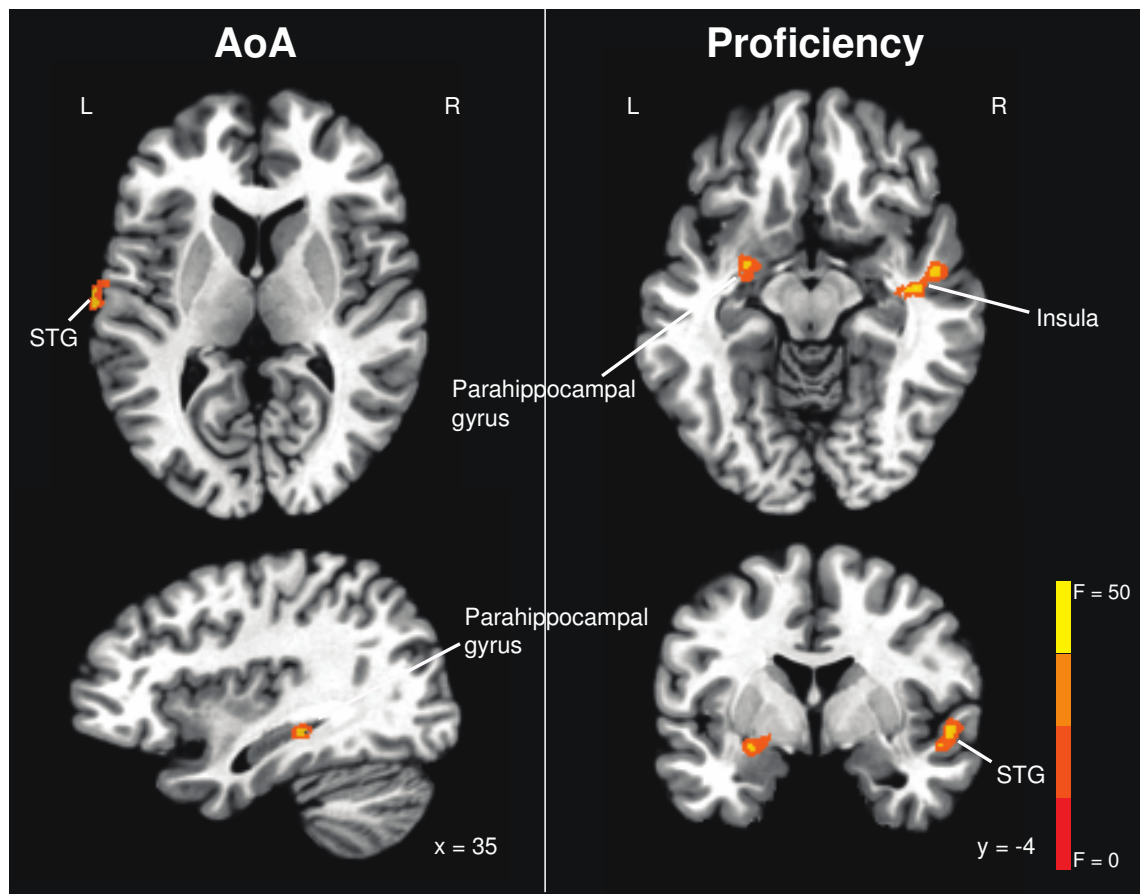 AoA
L
R
STG
Parahippocampal
gyrus
Parahippocampal
gyrus
x = 35
Proficiency
L
R
Insula
STG
y = -4
F = 50
F = 0